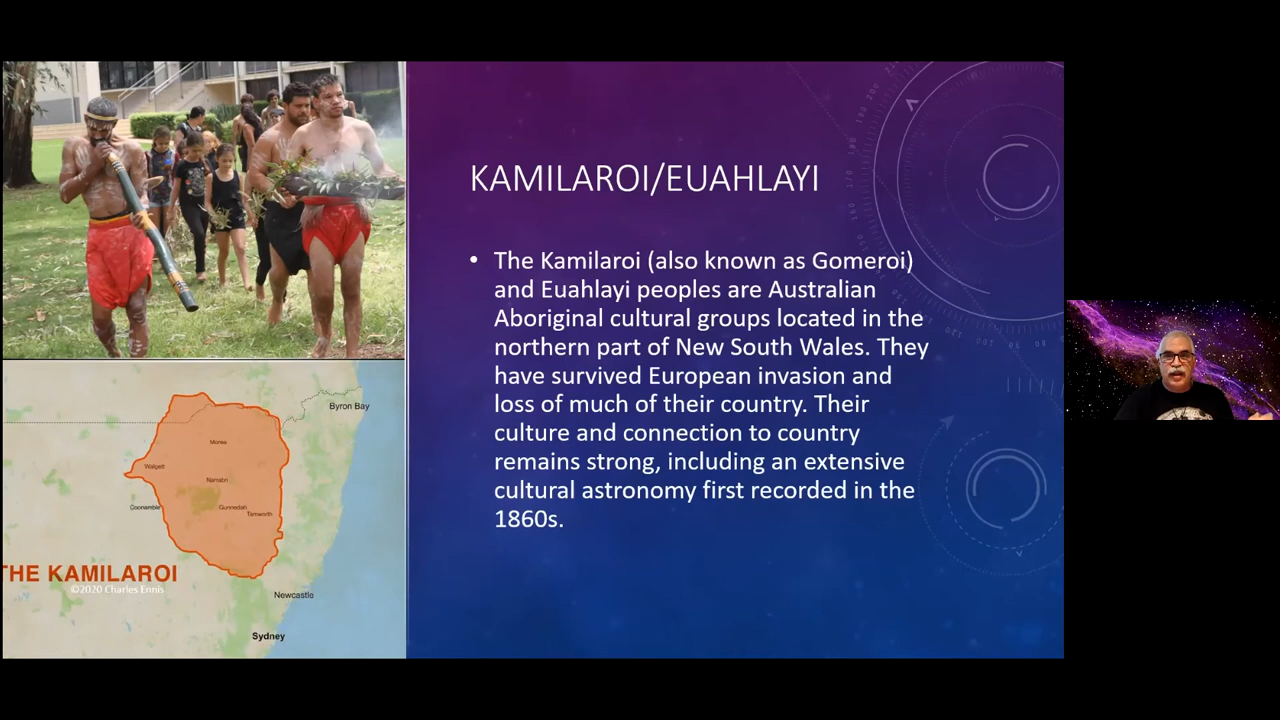 KAMILAROI/EUAHLAYI
• The Kamilaroi (also known as Gomeroi)
and Euahlayi peoples are Australian
Aboriginal cultural groups located in the
northern part of New South Wales. They
have survived European invasion and
loss of much of their country. Their
culture and connection to country
remains strong, including an extensive
cultural astronomy first recorded in the
1860s.
Byron Bay
Moree
Walgett
Narrabri
Coonamble
Gunnedah
Tamworth
THE KAMILAROI
©2020 Charles Ennis
Newcastle
Sydney